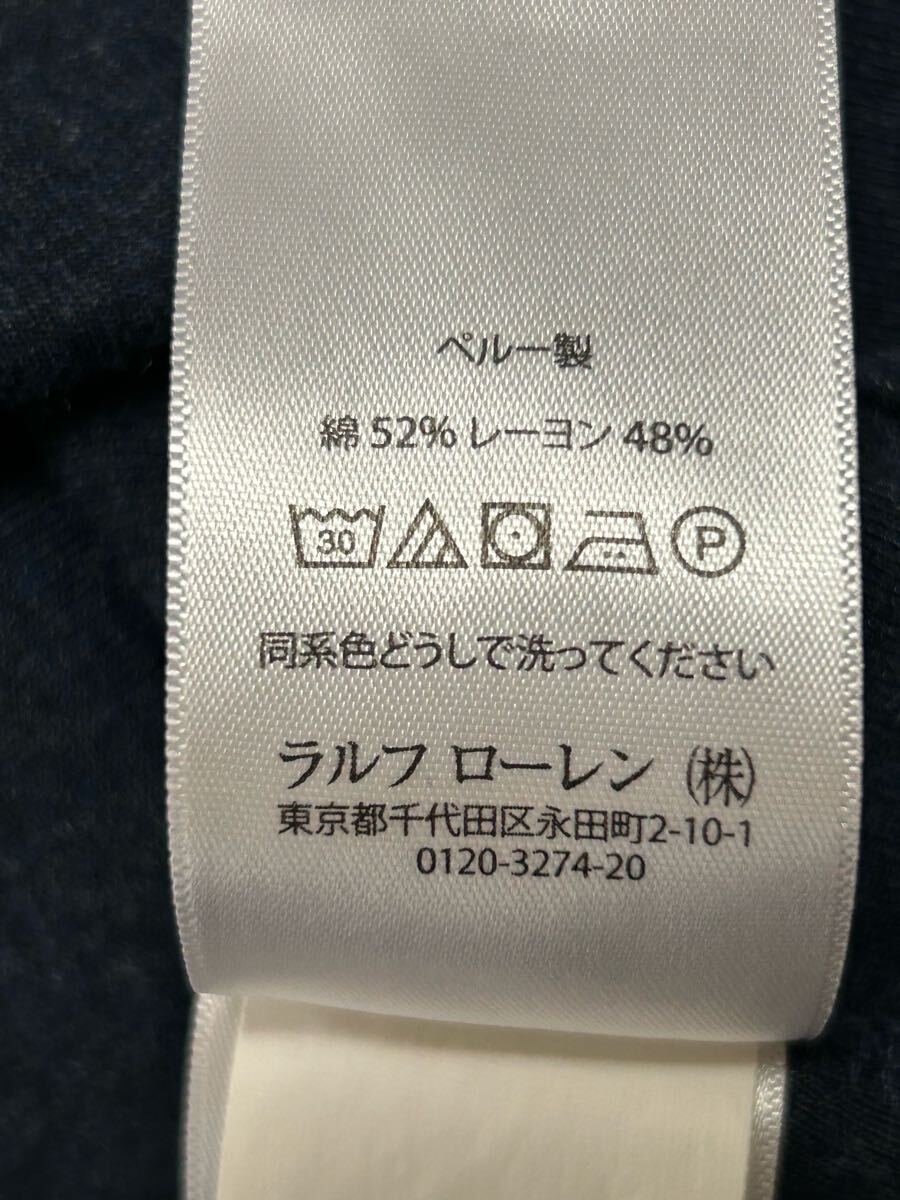 ペルー製
綿 52% レーヨン 48%
30 P
同系色どうしで洗ってください
ラルフ ローレン (株)
東京都千代田区永田町2-10-1
0120-3274-20